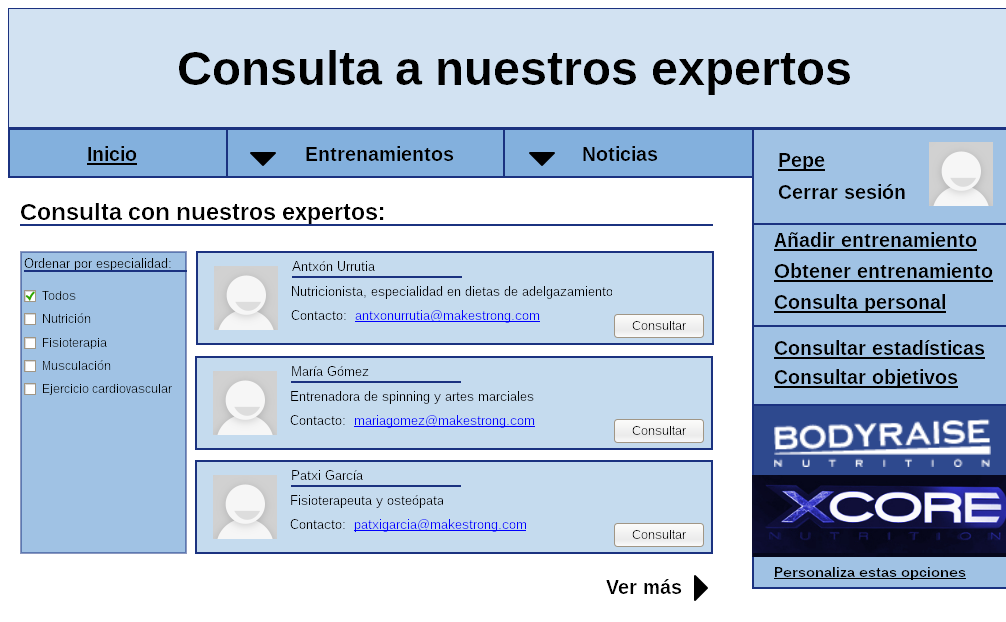 Consulta a nuestros expertos
Inicio
Entrenamientos
Noticias
Pepe
Cerrar sesión
Consulta con nuestros expertos:
Ordenar por especialidad:
Todos
Nutrición
Fisioterapia
Musculación
Ejercicio cardiovascular
Antxón Urrutia
Nutricionista, especialidad en dietas de adelgazamiento
Contacto: antxonurrutia@makestrong.com
Consultar
María Gómez
Entrenadora de spinning y artes marciales
Contacto: mariagomez@makestrong.com
Consultar
Patxi García
Fisioterapeuta y osteópata
Contacto: patxigarcia@makestrong.com
Consultar
Ver más
Añadir entrenamiento
Obtener entrenamiento
Consulta personal
Consultar estadísticas
Consultar objetivos
BODYRAISE
NUTRITION
XCORE
NUTRITION
Personaliza estas opciones